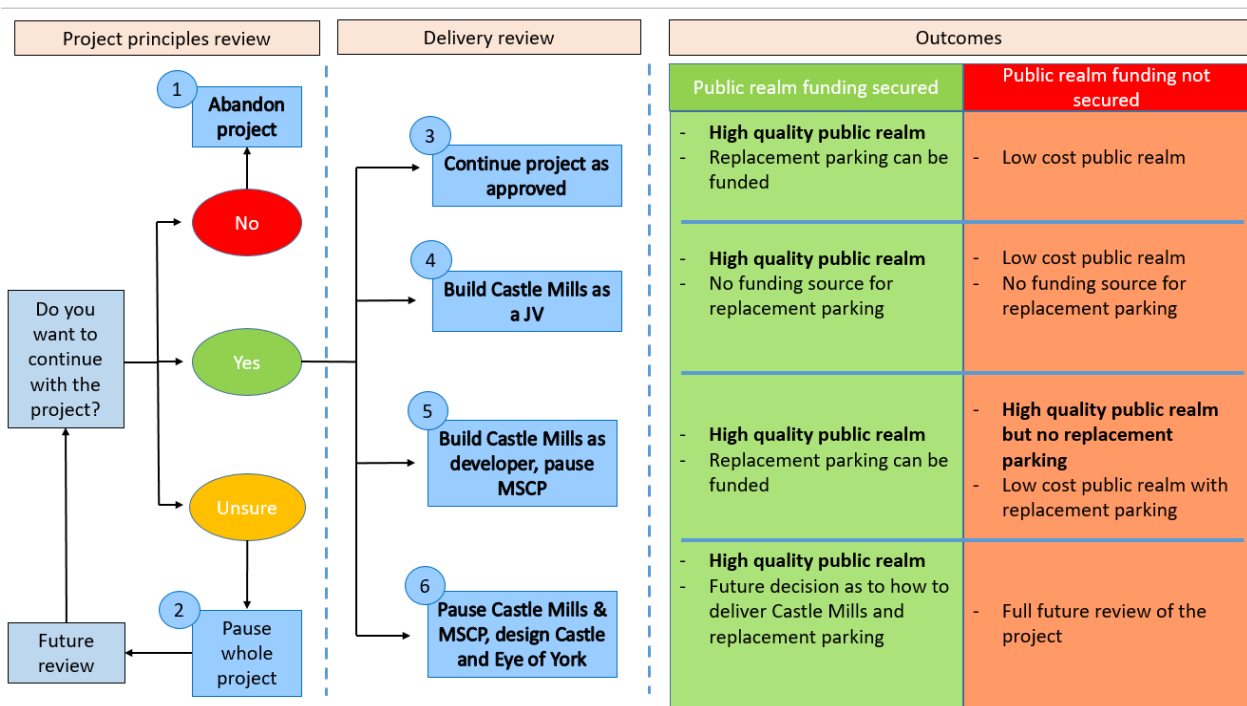 Project principles review
Delivery review
Outcomes
Do you
want to
continue
with the
project?
No
Yes
Unsure
1
Abandon
project
2
Pause
whole
project
Future
review
3
Continue project as
approved
4
Build Castle Mills as
a JV
5
Build Castle Mills as
developer, pause
MSCP
6
Pause Castle Mills &
MSCP, design Castle
and Eye of York
Public realm funding secured
Public realm funding not
secured
- High quality public realm
- Replacement parking can be
funded
- Low cost public realm
- High quality public realm
- No funding source for
replacement parking
- Low cost public realm
- No funding source for
replacement parking
- High quality public realm
- Replacement parking can be
funded
- High quality public realm
but no replacement
parking
- Low cost public realm with
replacement parking
- High quality public realm
- Future decision as to how to
deliver Castle Mills and
replacement parking
- Full future review of the
project